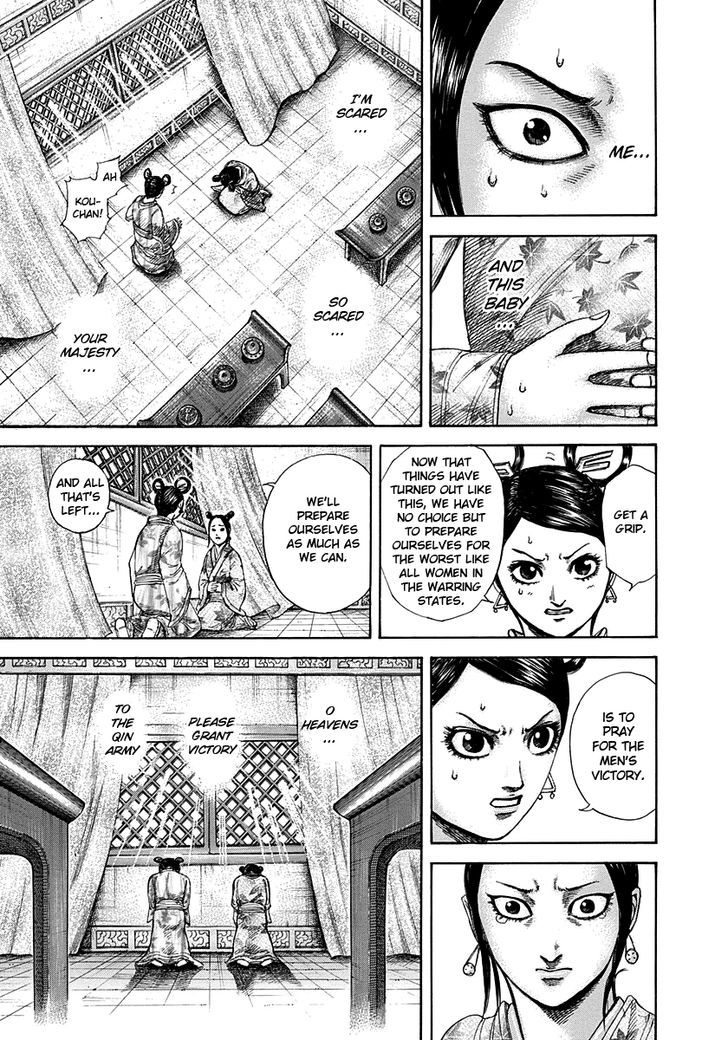 ME...
AND
THIS
BABY
...
I'M
SCARED
...
AH
KOU-
CHAN!
SO
SCARED
...
YOUR
MAJESTY
...
GET A
GRIP.
NOW THAT
THINGS HAVE
TURNED OUT LIKE
THIS, WE HAVE
NO CHOICE BUT
TO PREPARE
OURSELVES FOR
THE WORST LIKE
ALL WOMEN IN
THE WARRING
STATES.
WE'LL
PREPARE
OURSELVES
AS MUCH AS
WE CAN.
AND ALL
THAT'S
LEFT...
IS TO
PRAY
FOR THE
MEN'S
VICTORY.
O
HEAVENS
...
PLEASE
GRANT
VICTORY
TO
THE
QIN
ARMY